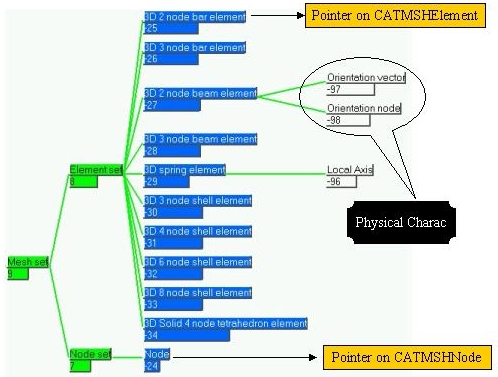 3D 2 node bar element
-25
Pointer on CATMSHElement
3D 3 node bar element
-26
3D 2 node beam element
-27
Orientation vector
-97
Orientation node
-98
3D 3 node beam element
-28
Element set
8
3D spring element
-29
Local Axis
-96
3D 3 node shell element
-30
Physical Charac
3D 4 node shell element
-31
Mesh set
9
3D 6 node shell element
-32
3D 8 node shell element
-33
3D Solid 4 node tetrahedron element
-34
Node set
7
Node
-24
Pointer on CATMSHNode